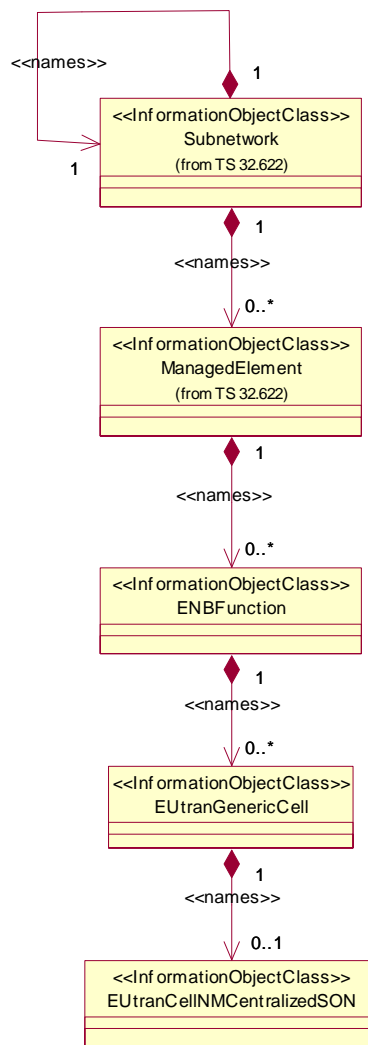 <<names>>
1
1
<<InformationObjectClass>>
Subnetwork
(from TS 32.622)
1
<<names>>
0..*
<<InformationObjectClass>>
ManagedElement
(from TS 32.622)
1
<<names>>
0..*
<<InformationObjectClass>>
ENBFunction
1
<<names>>
0..*
<<InformationObjectClass>>
EUtranGenericCell
1
<<names>>
0..1
<<InformationObjectClass>>
EUtranCellNMCentralizedSON